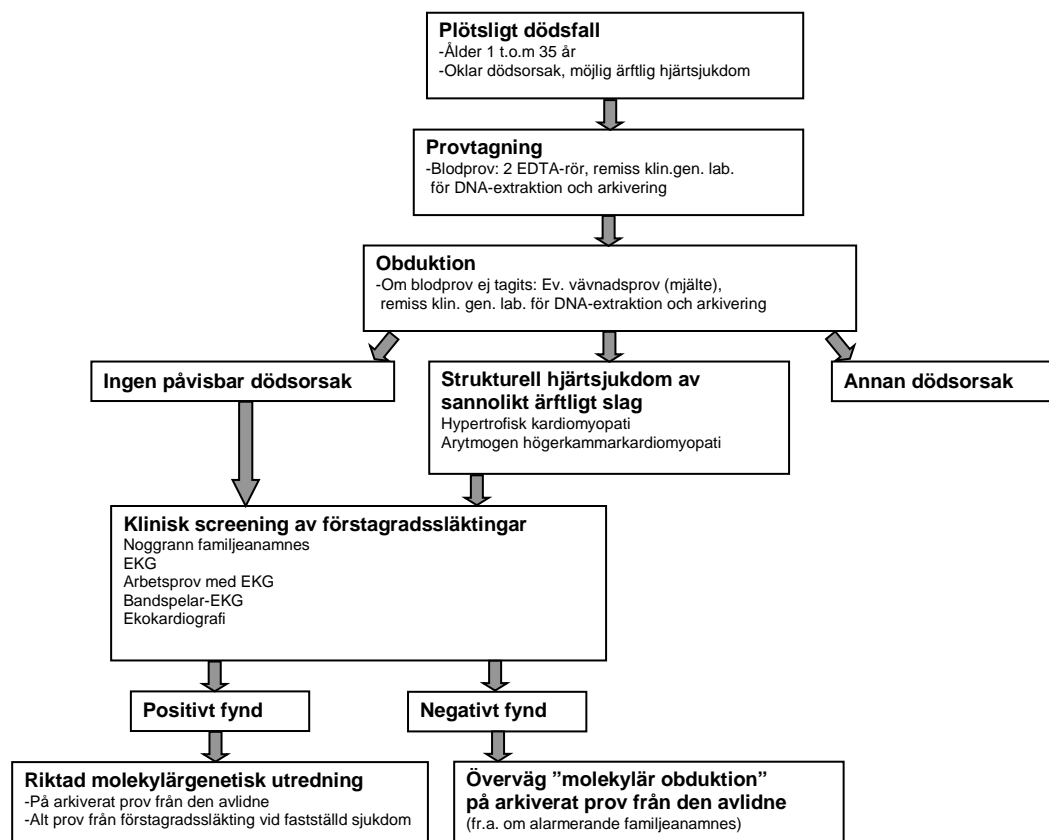 Plötsligt dödsfall
-Ålder 1 t.o.m 35 år
-Oklar dödsorsak, möjlig ärftlig hjärtsjukdom
Provtagning
-Blodprov: 2 EDTA-rör, remiss klin.gen. lab.
för DNA-extraktion och arkivering
Obduktion
-Om blodprov ej tagits: Ev. vävnadsprov (mjälte),
remiss klin. gen. lab. för DNA-extraktion och arkivering
Ingen påvisbar dödsorsak
Strukturell hjärtsjukdom av
sannolikt ärftligt slag
Hypertrofisk kardiomyopati
Arytmogen högerkammarkardiomyopati
Annan dödsorsak
Klinisk screening av förstagradssläktingar
Noggrann familjeanamnes
EKG
Arbetsprov med EKG
Bandspelar-EKG
Ekokardiografi
Positivt fynd
Negativt fynd
Riktad molekylärgenetisk utredning
-På arkiverat prov från den avlidne
-Alt prov från förstagradssläkting vid fastställd sjukdom
Överväg ”molekylär obduktion”
på arkiverat prov från den avlidne
(fr.a. om alarmerande familjeanamnes)